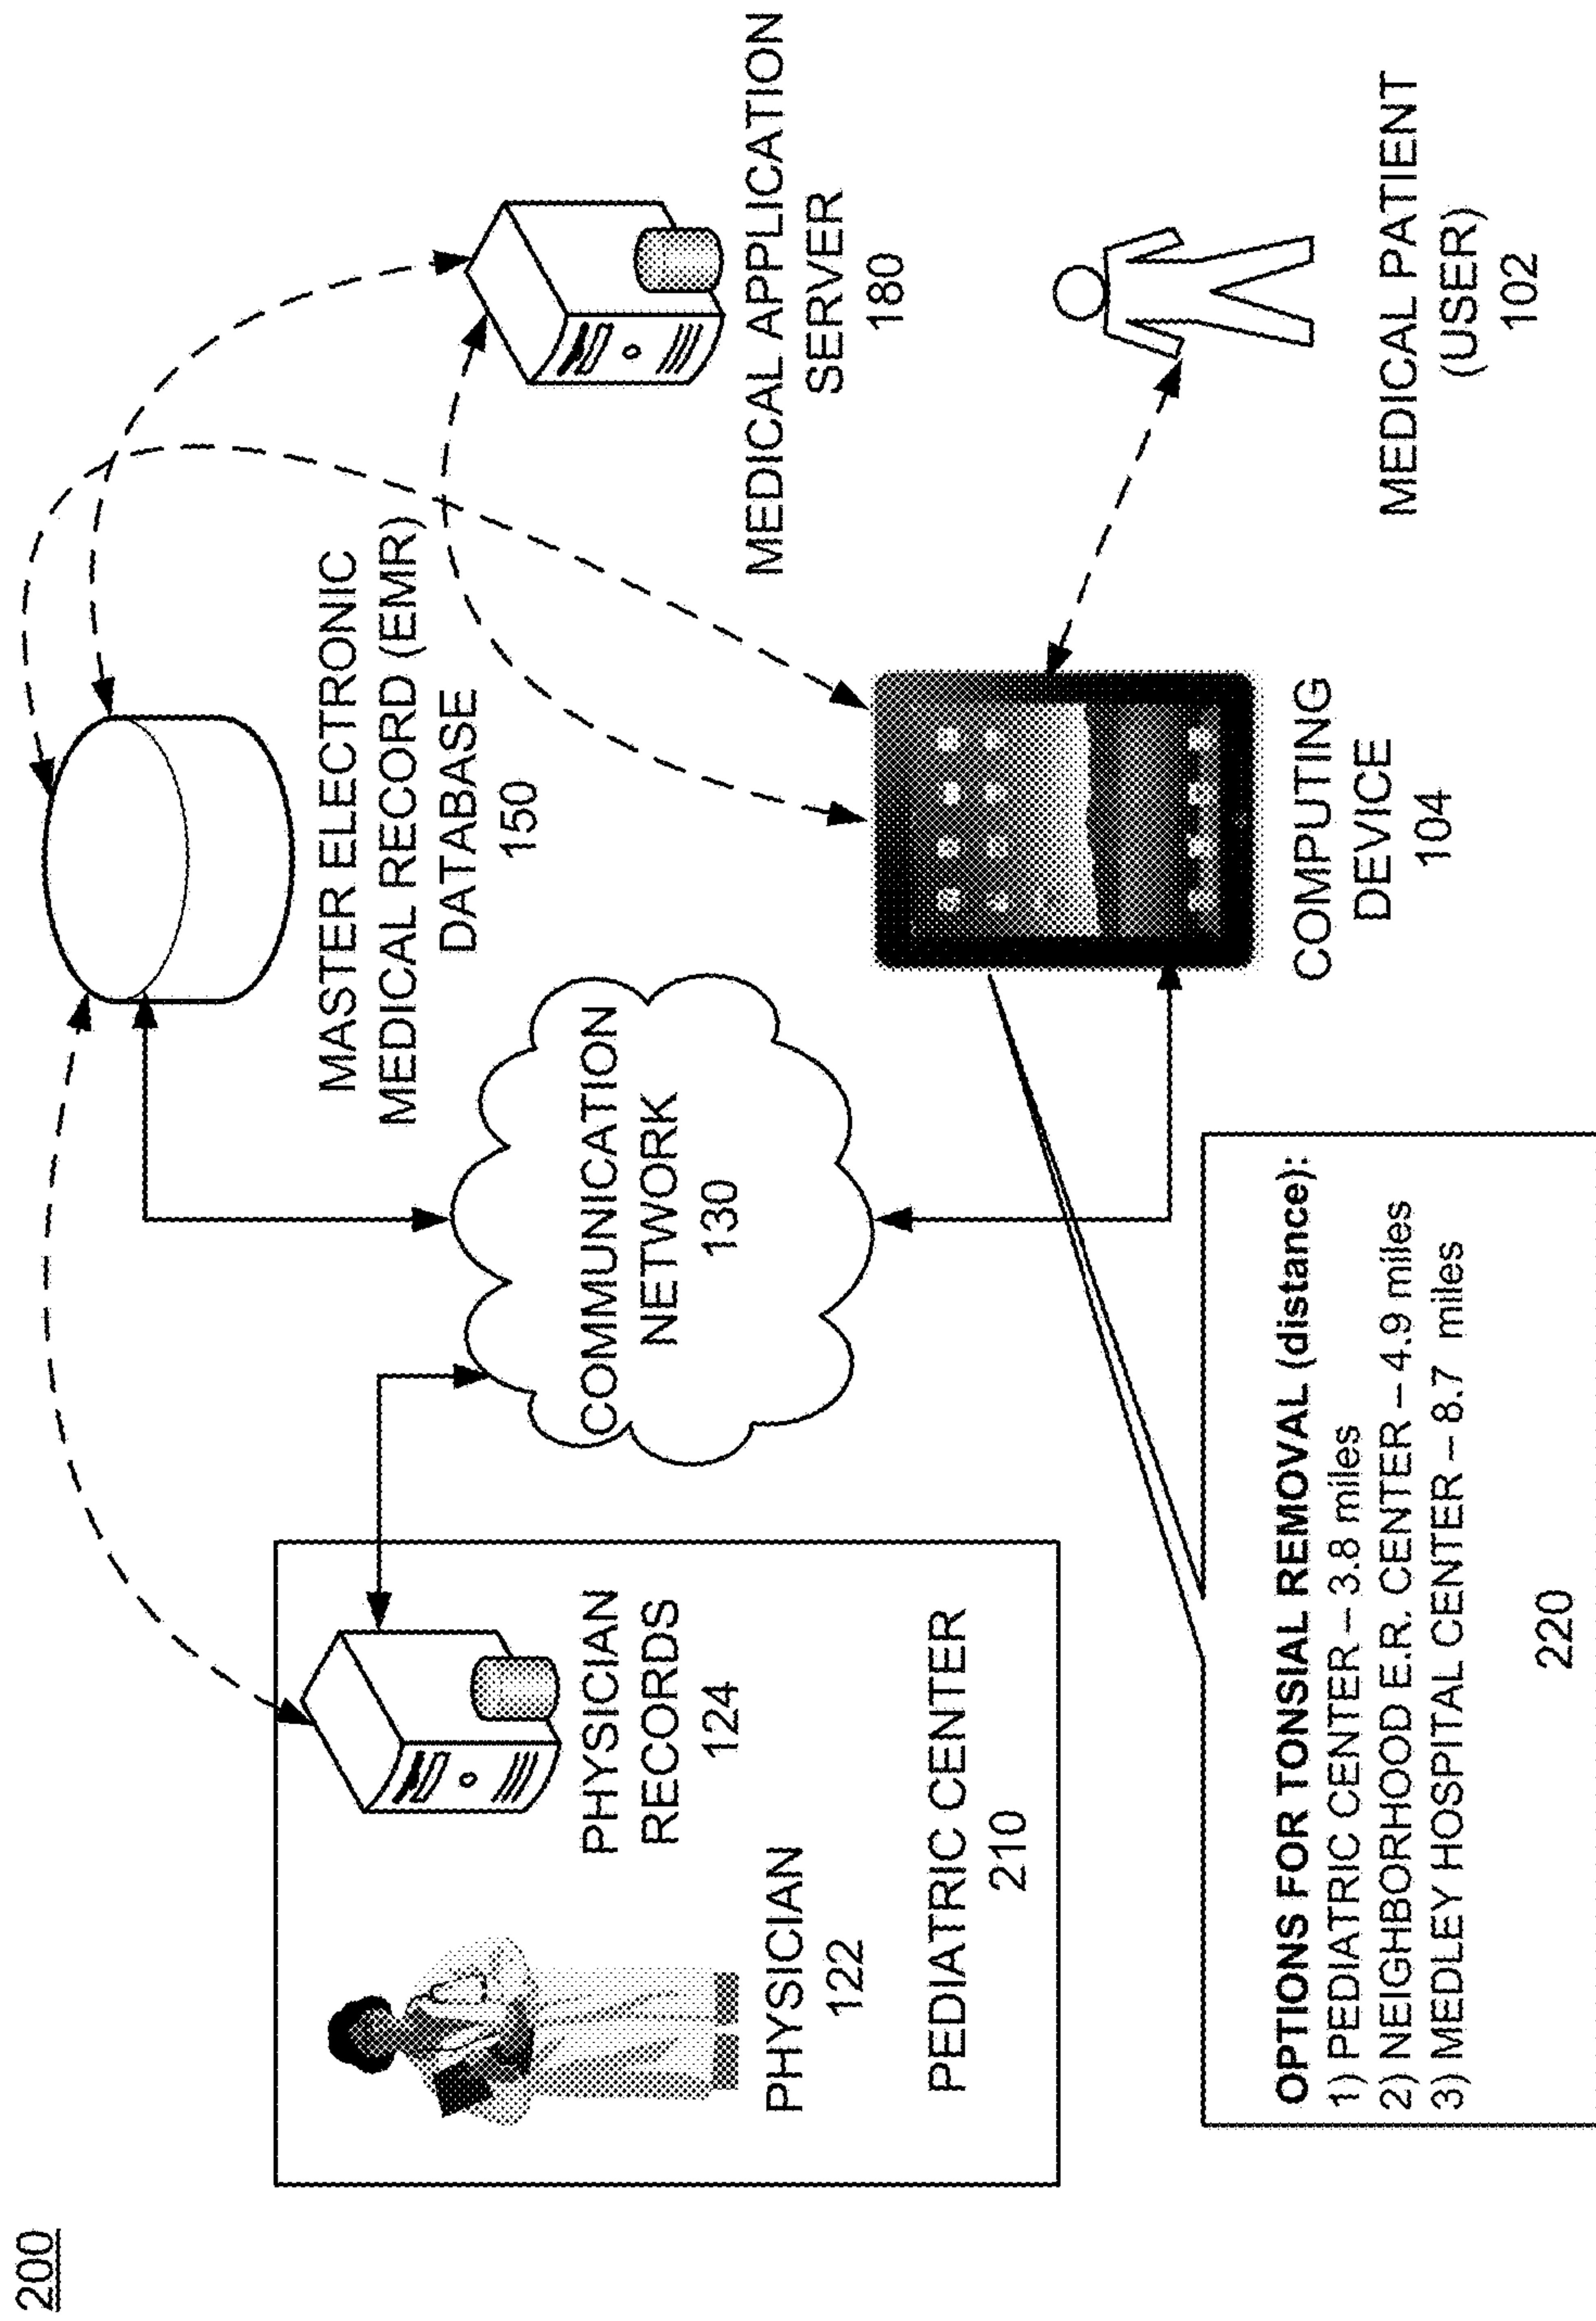 200
MASTER ELECTRONIC
MEDICAL RECORD (EMR)
DATABASE
150
MEDICAL APPLICATION
SERVER
180
COMMUNICATION
NETWORK
130
PHYSICIAN
RECORDS
124
PHYSICIAN
122
PEDIATRIC CENTER
210
COMPUTING
DEVICE
104
MEDICAL PATIENT
(USER)
102
OPTIONS FOR TONSIAL REMOVAL (distance):
1) PEDIATRIC CENTER – 3.8 miles
2) NEIGHBORHOOD E.R. CENTER – 4.9 miles
3) MEDLEY HOSPITAL CENTER – 8.7 miles
220